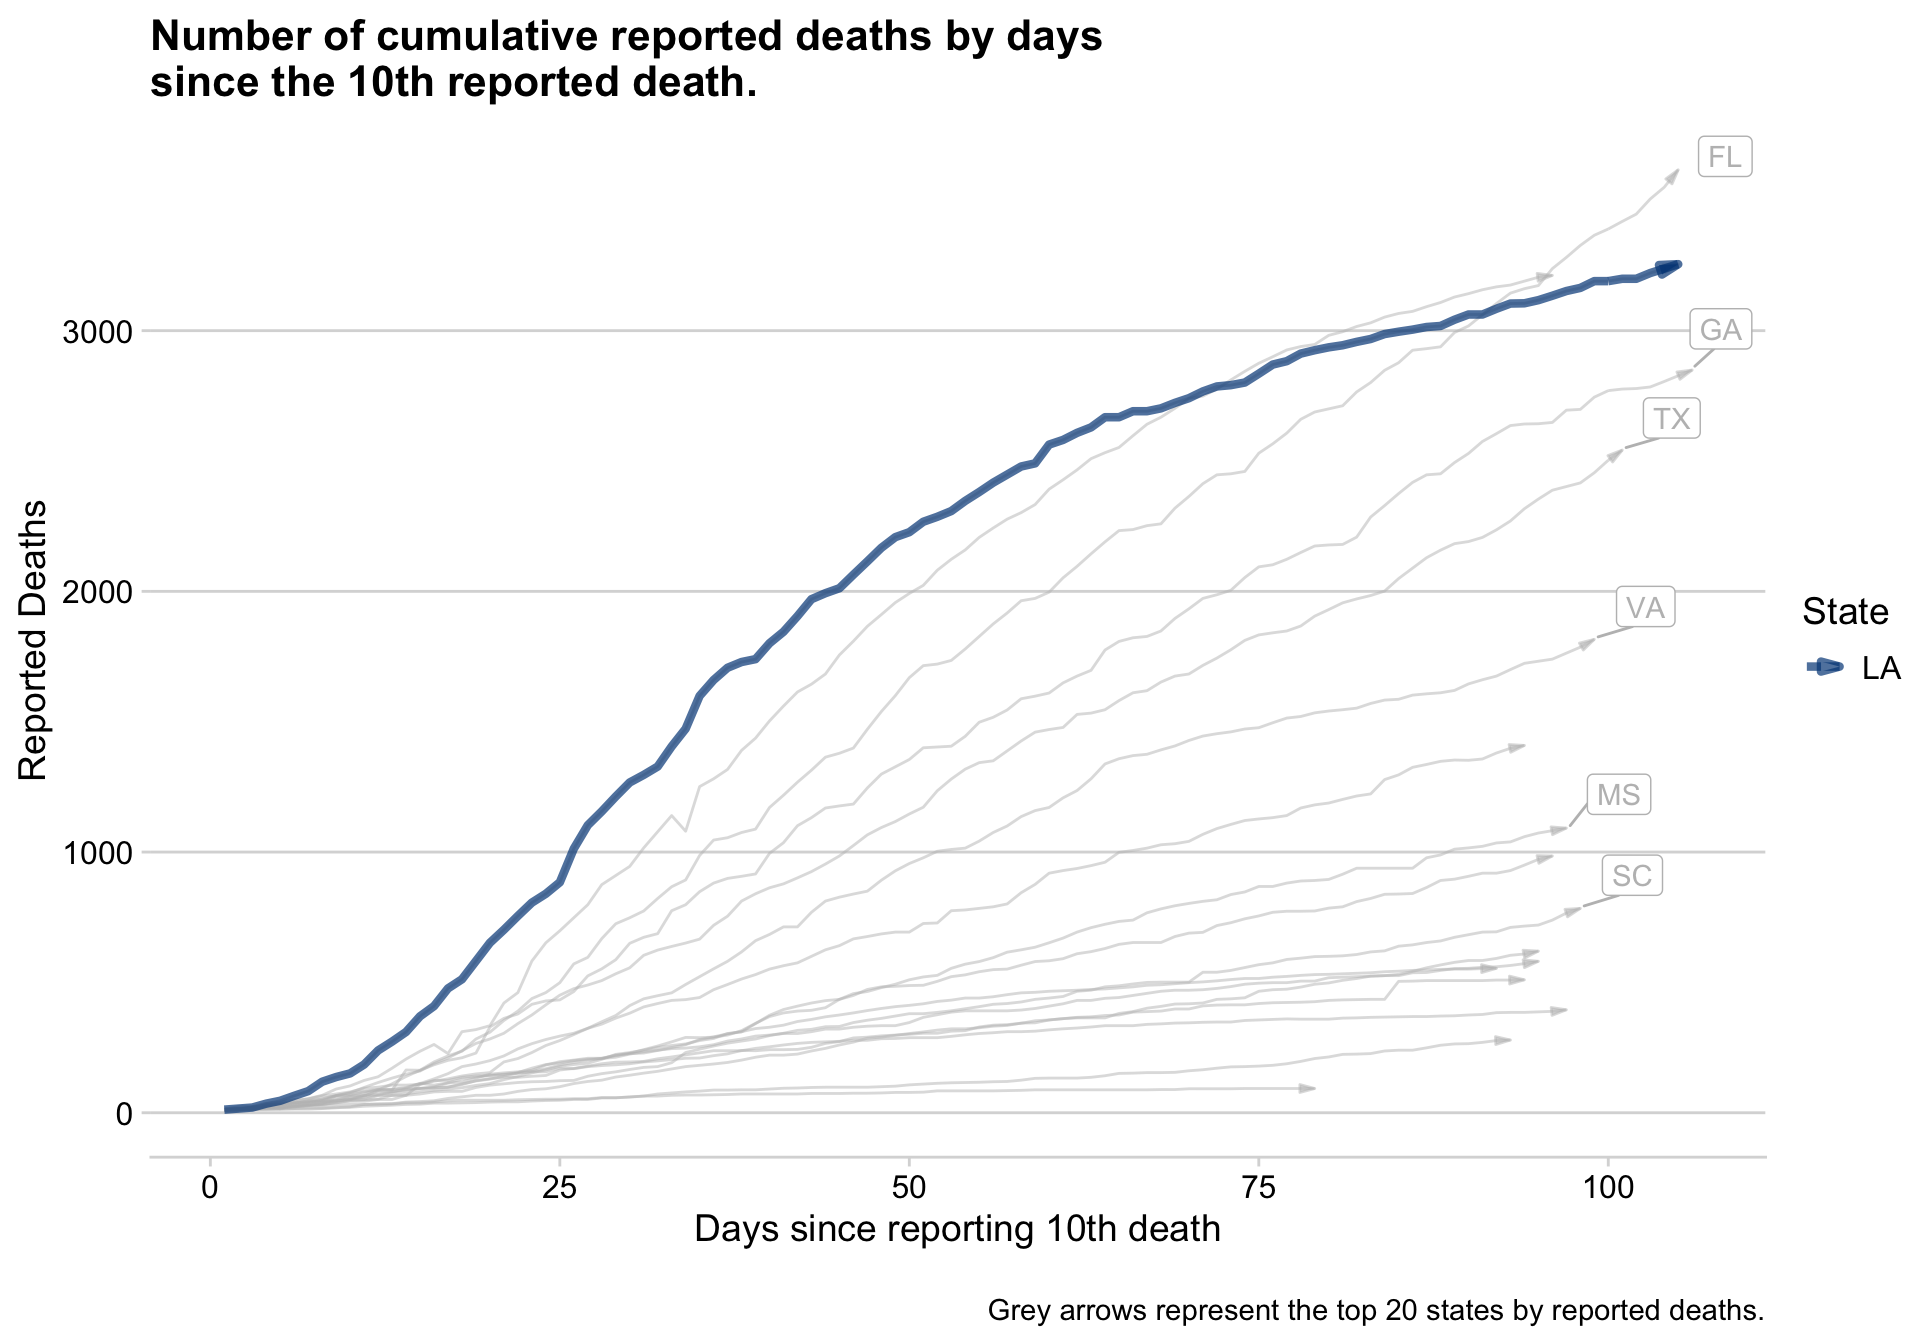 Number of cumulative reported deaths by days
since the 10th reported death.
FL
GA
TX
VA
MS
SC
3000
2000
1000
0
Reported Deaths
0 25 50 75 100
Days since reporting 10th death
State
LA
Grey arrows represent the top 20 states by reported deaths.